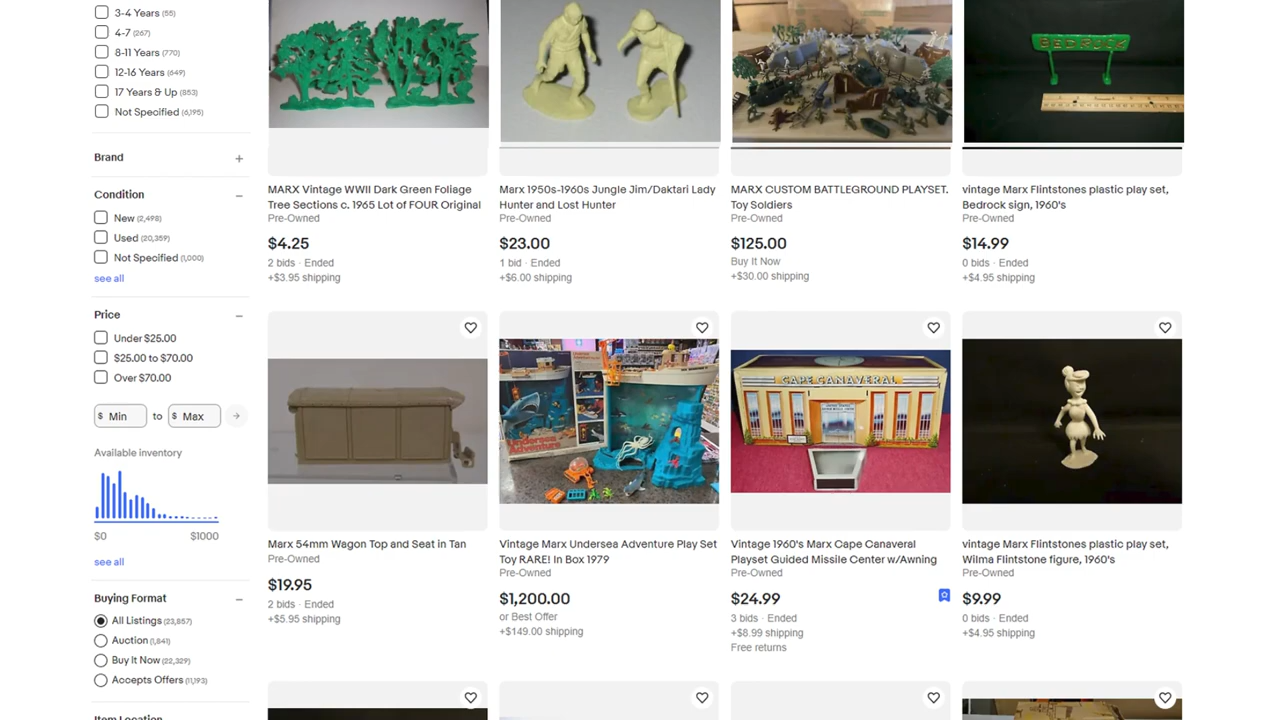 3-4 Years (55)
4-7 (267)
8-11 Years (770)
12-16 Years (649)
17 Years & Up (853)
Not Specified (6,195)
Brand
Condition
New (2,498)
Used (20,359)
Not Specified (1,000)
see all
Price
Under $25.00
$25.00 to $70.00
Over $70.00
$ Min to $ Max
Available inventory
$0 $1000
see all
Buying Format
All Listings (23,857)
Auction (1,841)
Buy It Now (22,329)
Accepts Offers (11,193)
Item Location
BEDROCK
MARX Vintage WWII Dark Green Foliage
Tree Sections c. 1965 Lot of FOUR Original
Pre-Owned
$4.25
2 bids · Ended
+$3.95 shipping
Marx 1950s-1960s Jungle Jim/Daktari Lady
Hunter and Lost Hunter
Pre-Owned
$23.00
1 bid · Ended
+$6.00 shipping
MARX CUSTOM BATTLEGROUND PLAYSET.
Toy Soldiers
Pre-Owned
$125.00
Buy It Now
+$30.00 shipping
vintage Marx Flintstones plastic play set,
Bedrock sign, 1960's
Pre-Owned
$14.99
0 bids · Ended
+$4.95 shipping
Undersea
Adventure
CAPE CANAVERAL
Marx 54mm Wagon Top and Seat in Tan
Pre-Owned
$19.95
2 bids · Ended
+$5.95 shipping
Vintage Marx Undersea Adventure Play Set
Toy RARE! In Box 1979
Pre-Owned
$1,200.00
or Best Offer
+$149.00 shipping
Vintage 1960's Marx Cape Canaveral
Playset Guided Missile Center w/Awning
Pre-Owned
$24.99
3 bids · Ended
+$8.99 shipping
Free returns
vintage Marx Flintstones plastic play set,
Wilma Flintstone figure, 1960's
Pre-Owned
$9.99
0 bids · Ended
+$4.95 shipping